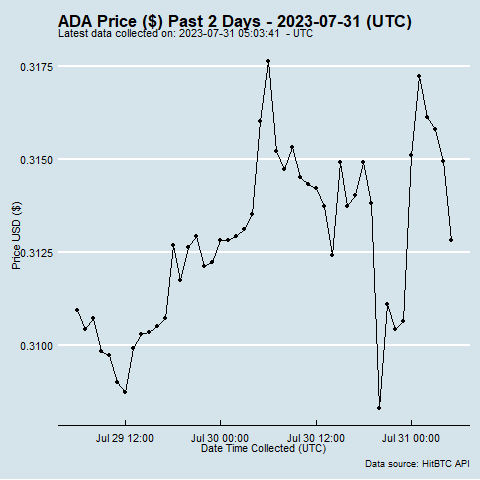 ADA Price ($) Past 2 Days - 2023-07-31 (UTC)
Latest data collected on: 2023-07-31 05:03:41  - UTC
0.3175
0.3150
0.3125
0.3100
Price USD ($)
Jul 29 12:00
Jul 30 00:00
Jul 30 12:00
Jul 31 00:00
Date Time Collected (UTC)
Data source: HitBTC API